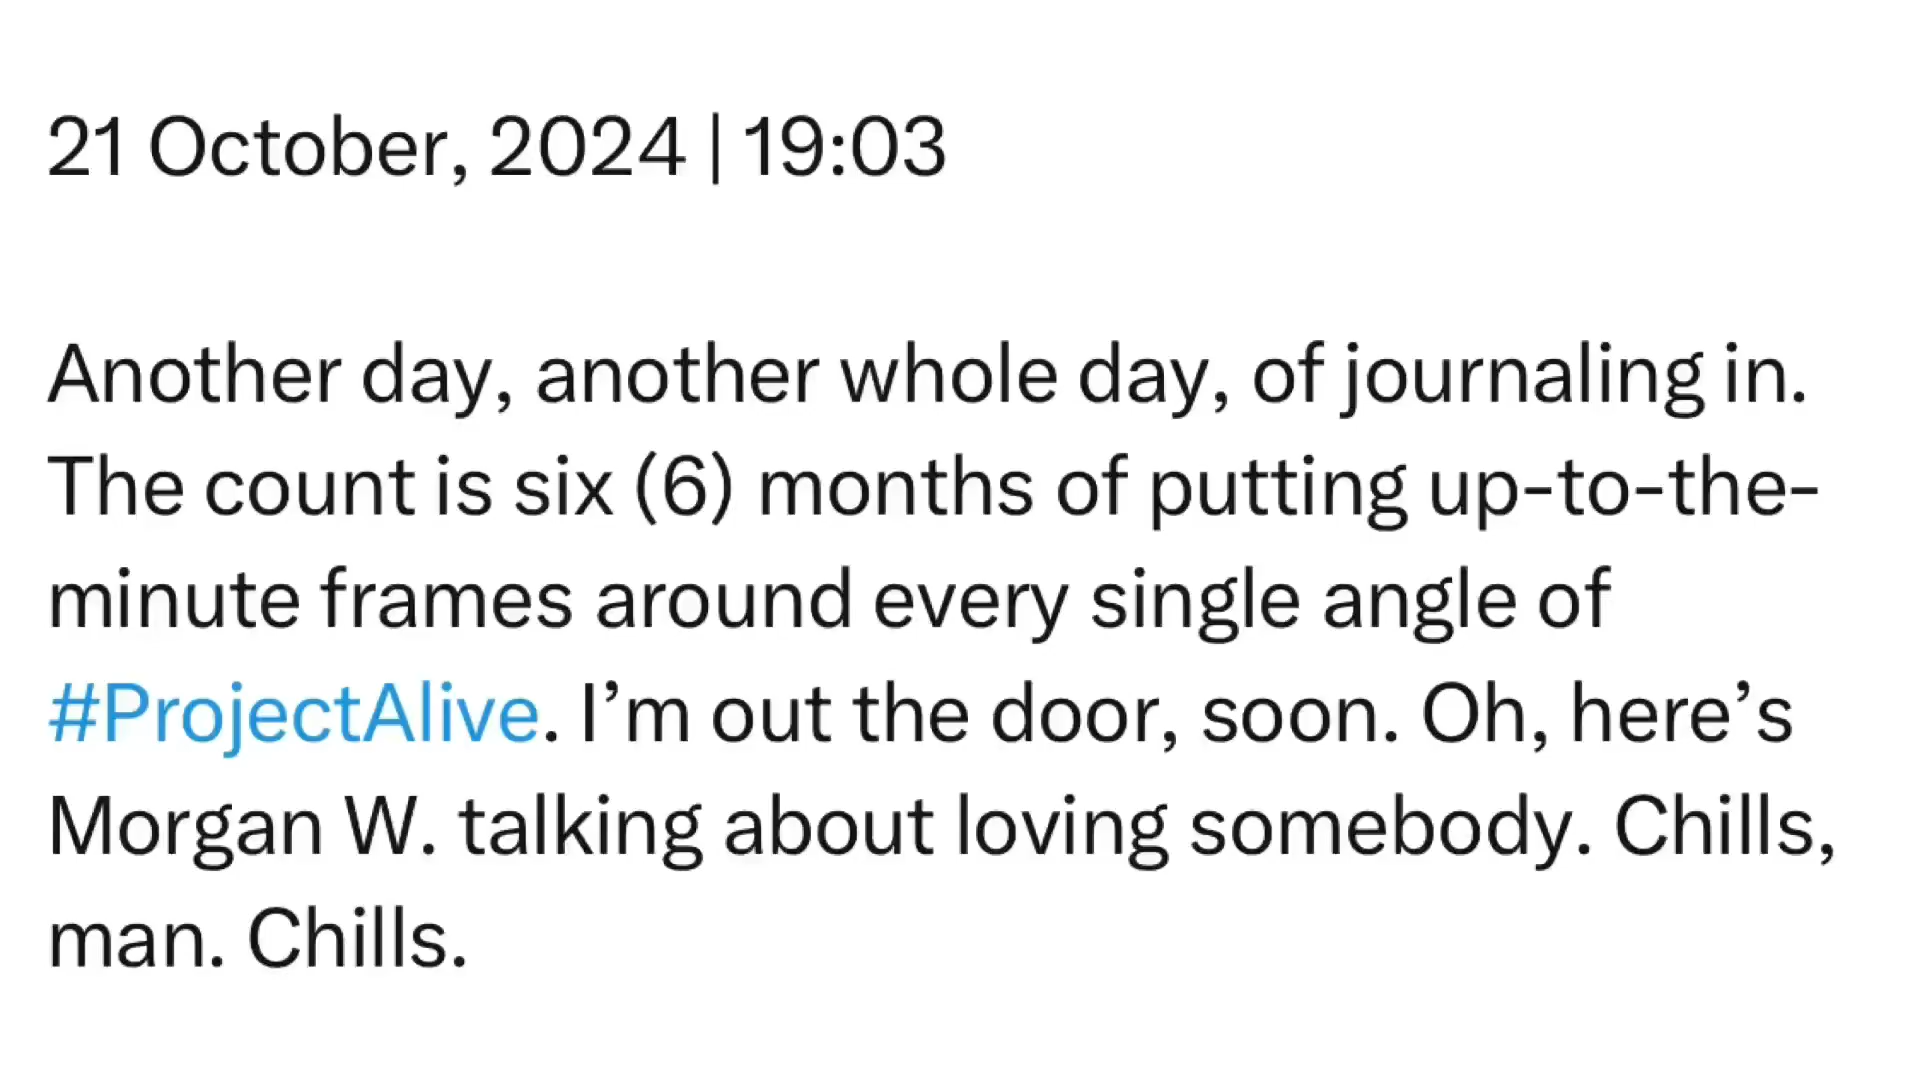 21 October, 2024 | 19:03
Another day, another whole day, of journaling in.
The count is six (6) months of putting up-to-the-
minute frames around every single angle of
#ProjectAlive. I’m out the door, soon. Oh, here’s
Morgan W. talking about loving somebody. Chills,
man. Chills.